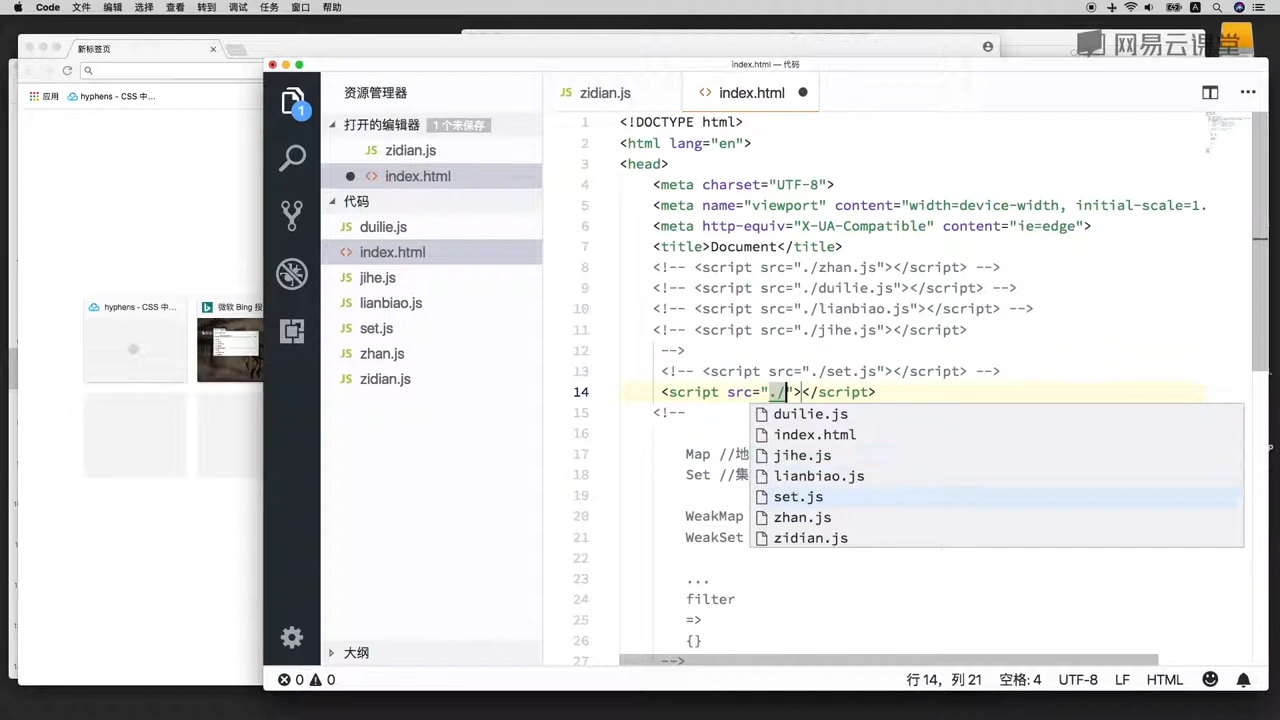 Code 文件 编辑 选择 查看 转到 调试 任务 窗口 帮助
网易云课堂
新标签页
应用 hyphens - CSS 中...
hyphens - CSS 中...
微软 Bing 搜
index.html — 代码
资源管理器
打开的编辑器 1 个未保存
JS zidian.js
<> index.html
代码
JS duilie.js
<> index.html
JS jihe.js
JS lianbiao.js
JS set.js
JS zhan.js
JS zidian.js
大纲
1
JS zidian.js <> index.html
1 <!DOCTYPE html>
2 <html lang="en">
3 <head>
4 <meta charset="UTF-8">
5 <meta name="viewport" content="width=device-width, initial-scale=1.
6 <meta http-equiv="X-UA-Compatible" content="ie=edge">
7 <title>Document</title>
8 <!-- <script src="./zhan.js"></script> -->
9 <!-- <script src="./duilie.js"></script> -->
10 <!-- <script src="./lianbiao.js"></script> -->
11 <!-- <script src="./jihe.js"></script>
12 -->
13 <!-- <script src="./set.js"></script> -->
14 <script src="./"></script>
15 <!--
16
17 Map //地
18 Set //集
19
20 WeakMap
21 WeakSet
22
23 ...
24 filter
25 =>
26 {}
27 -->
duilie.js
index.html
jihe.js
lianbiao.js
set.js
zhan.js
zidian.js
0 0 行 14，列 21 空格: 4 UTF-8 LF HTML